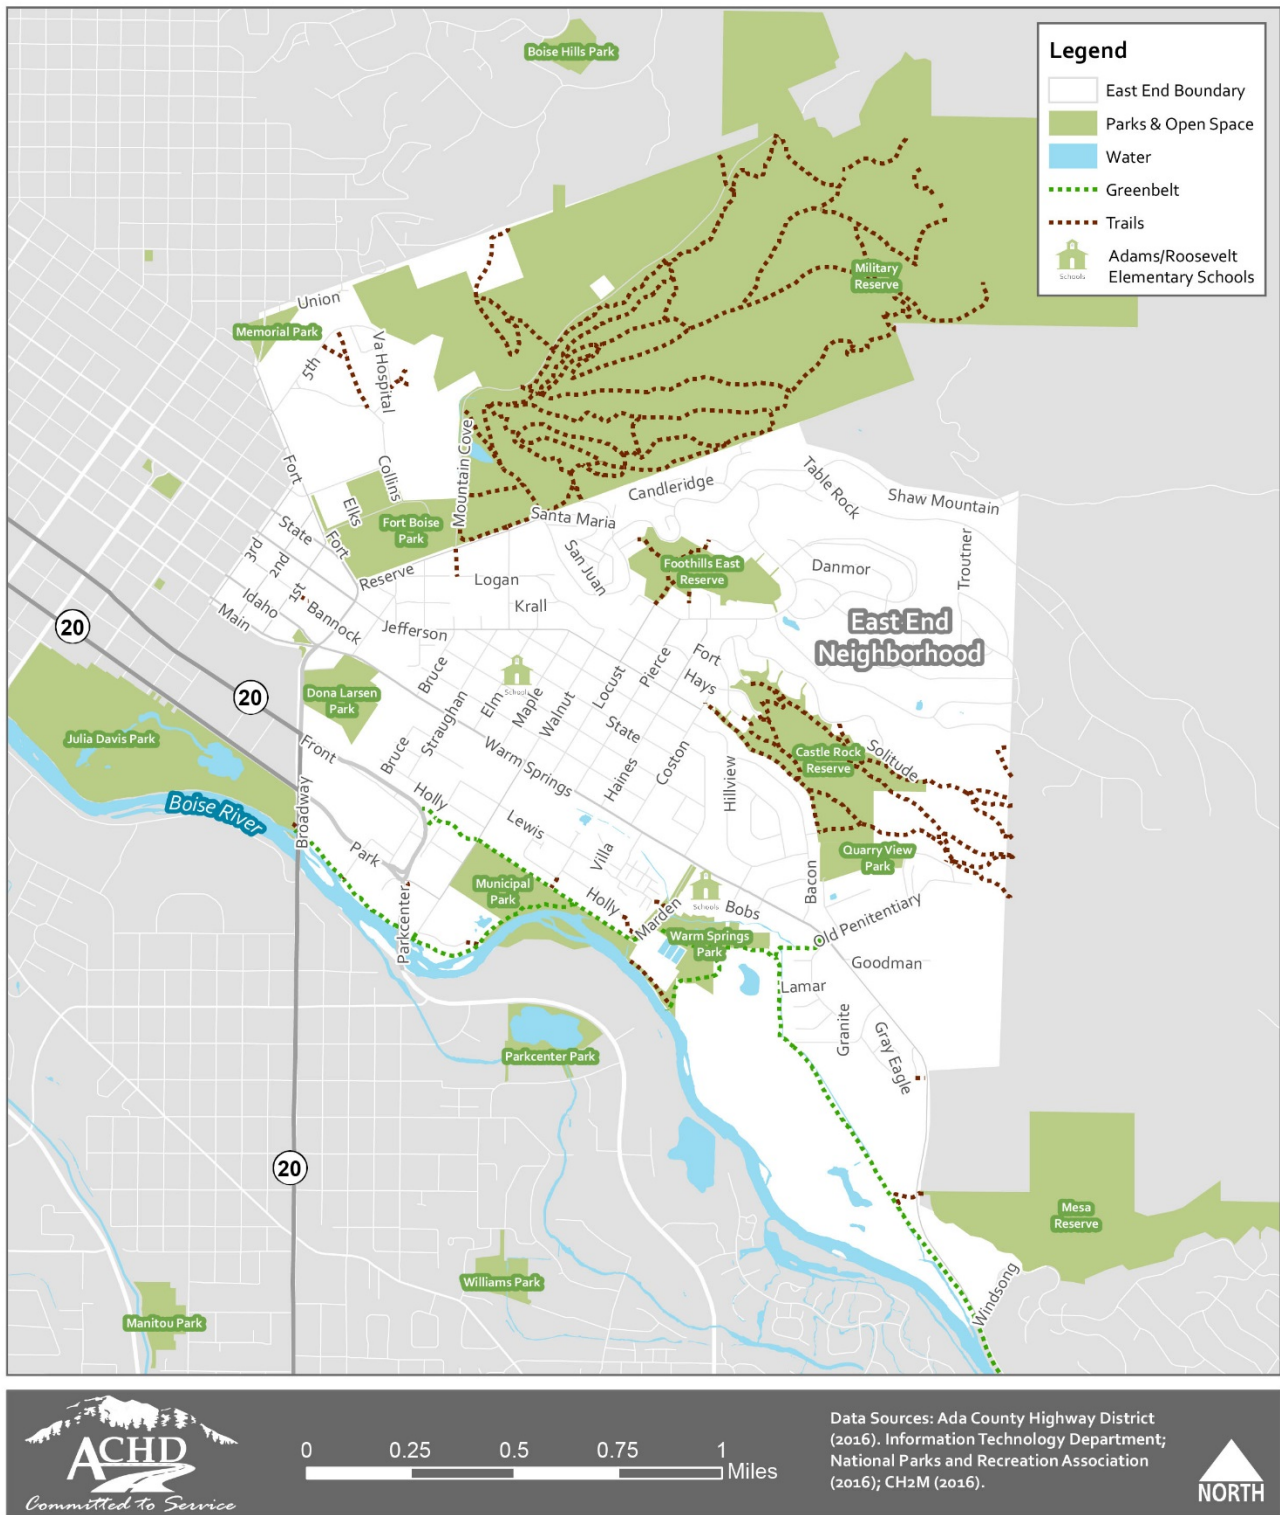 Boise Hills Park
Legend
East End Boundary
Parks & Open Space
Water
Greenbelt
Trails
Schools
Adams/Roosevelt
Elementary Schools
Military
Reserve
Union
Memorial Park
5th
Va Hospital
Mountain Cove
Collins
Elks
Fort
Fort Boise
Park
Candleridge
Table Rock
Shaw Mountain
Santa Maria
State
Fort
3rd
2nd
1st
Reserve
San Juan
Foothills East
Reserve
Danmor
Troutner
Logan
Krall
Idaho
Bannock
Main
Jefferson
East End
Neighborhood
20
20
Bruce
Schools
Elm
Maple
Walnut
Locust
Pierce
Fort
Hays
Dona Larsen
Park
Straughan
State
Julia Davis Park
Front
Bruce
Warm Springs
Haines
Coston
Hillview
Castle Rock
Reserve
Solitude
Boise River
Broadway
Holly
Lewis
Park
Villa
Quarry View
Park
Municipal
Park
Holly
Schools
Marden
Bobs
Bacon
Old Penitentiary
Parkcenter
Warm Springs
Park
Goodman
Lamar
Granite
Gray Eagle
Parkcenter Park
20
Mesa
Reserve
Williams Park
Windsong
Manitou Park
ACHD
Committed to Service
0 0.25 0.5 0.75 1
Miles
Data Sources: Ada County Highway District
(2016). Information Technology Department;
National Parks and Recreation Association
(2016); CH2M (2016).
NORTH